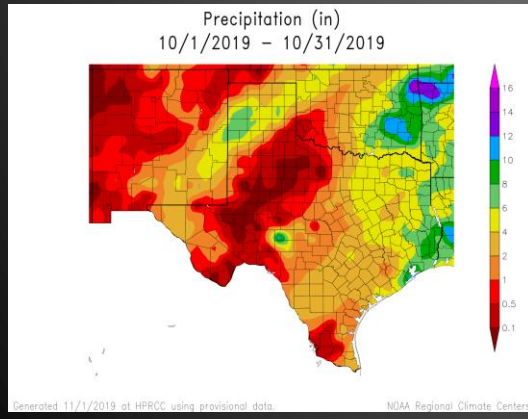 Precipitation (in)
10/1/2019 – 10/31/2019
16
14
12
10
8
6
4
2
1
0.5
0.1
Generated 11/1/2019 at HPRCC using provisional data.
NOAA Regional Climate Centers